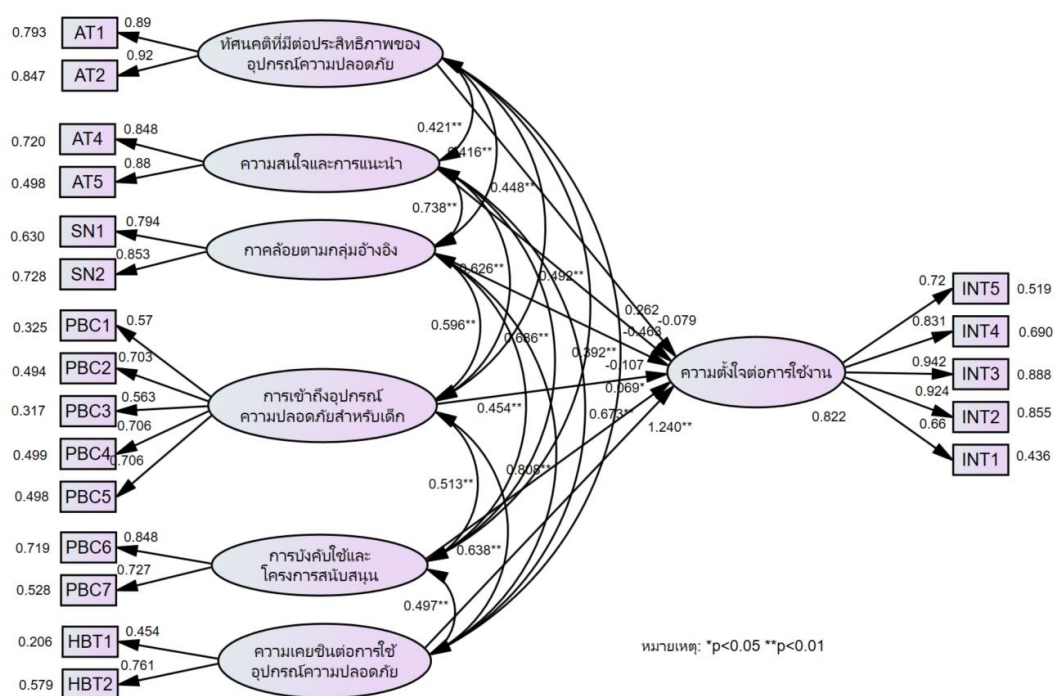 0.793 AT1 0.89
0.847 AT2 0.92
ทัศนคติที่มีต่อประสิทธิภาพของ
อุปกรณ์ความปลอดภัย
0.720 AT4 0.848
0.498 AT5 0.88
ความสนใจและการแนะนำ
0.630 SN1 0.794
0.728 SN2 0.853
กาคล้อยตามกลุ่มอ้างอิง
0.325 PBC1 0.57
0.494 PBC2 0.703
0.317 PBC3 0.563
0.499 PBC4 0.706
0.498 PBC5 0.706
การเข้าถึงอุปกรณ์
ความปลอดภัยสำหรับเด็ก
0.719 PBC6 0.848
0.528 PBC7 0.727
การบังคับใช้และ
โครงการสนับสนุน
0.206 HBT1 0.454
0.579 HBT2 0.761
ความเคยชินต่อการใช้
อุปกรณ์ความปลอดภัย
0.421**
0.416**
0.448**
0.738**
0.626**
0.492**
0.262
-0.079
0.596**
0.686**
0.392**
-0.463
-0.107
0.069*
0.454**
0.673**
1.240**
0.513**
0.808**
0.638**
0.497**
ความตั้งใจต่อการใช้งาน
0.822
0.72 INT5 0.519
0.831 INT4 0.690
0.942 INT3 0.888
0.924 INT2 0.855
0.66 INT1 0.436
หมายเหตุ: *p<0.05 **p<0.01